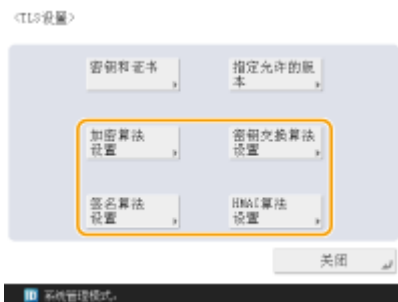 <TLS设置>
密钥和证书
指定允许的版
本
加密算法
设置
密钥交换算法
设置
签名算法
设置
HMAC算法
设置
关闭
ID 系统管理模式。